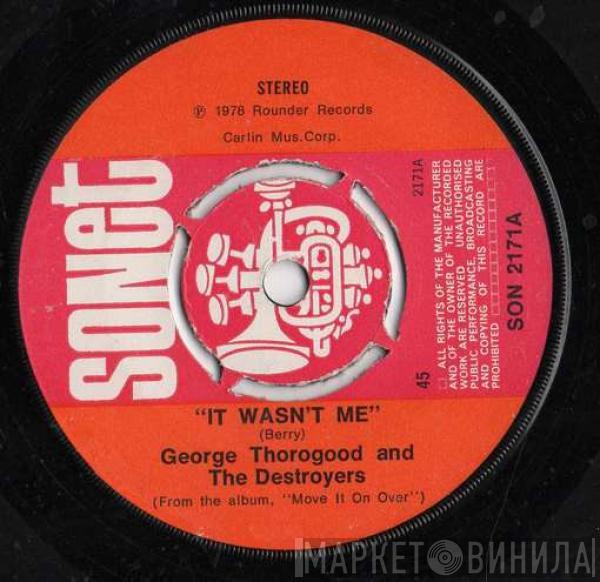 STEREO
℗ 1978 Rounder Records
Carlin Mus.Corp.
sonet
2171A
45
ALL RIGHTS OF THE MANUFACTURER
AND OF THE OWNER OF THE RECORDED
WORK ARE RESERVED UNAUTHORISED
PUBLIC PERFORMANCE, BROADCASTING
AND COPYING OF THIS RECORD ARE
PROHIBITED
SON 2171A
"IT WASN'T ME"
(Berry)
George Thorogood and
The Destroyers
(From the album, "Move It On Over")
МАРКЕТ ВИНИЛА